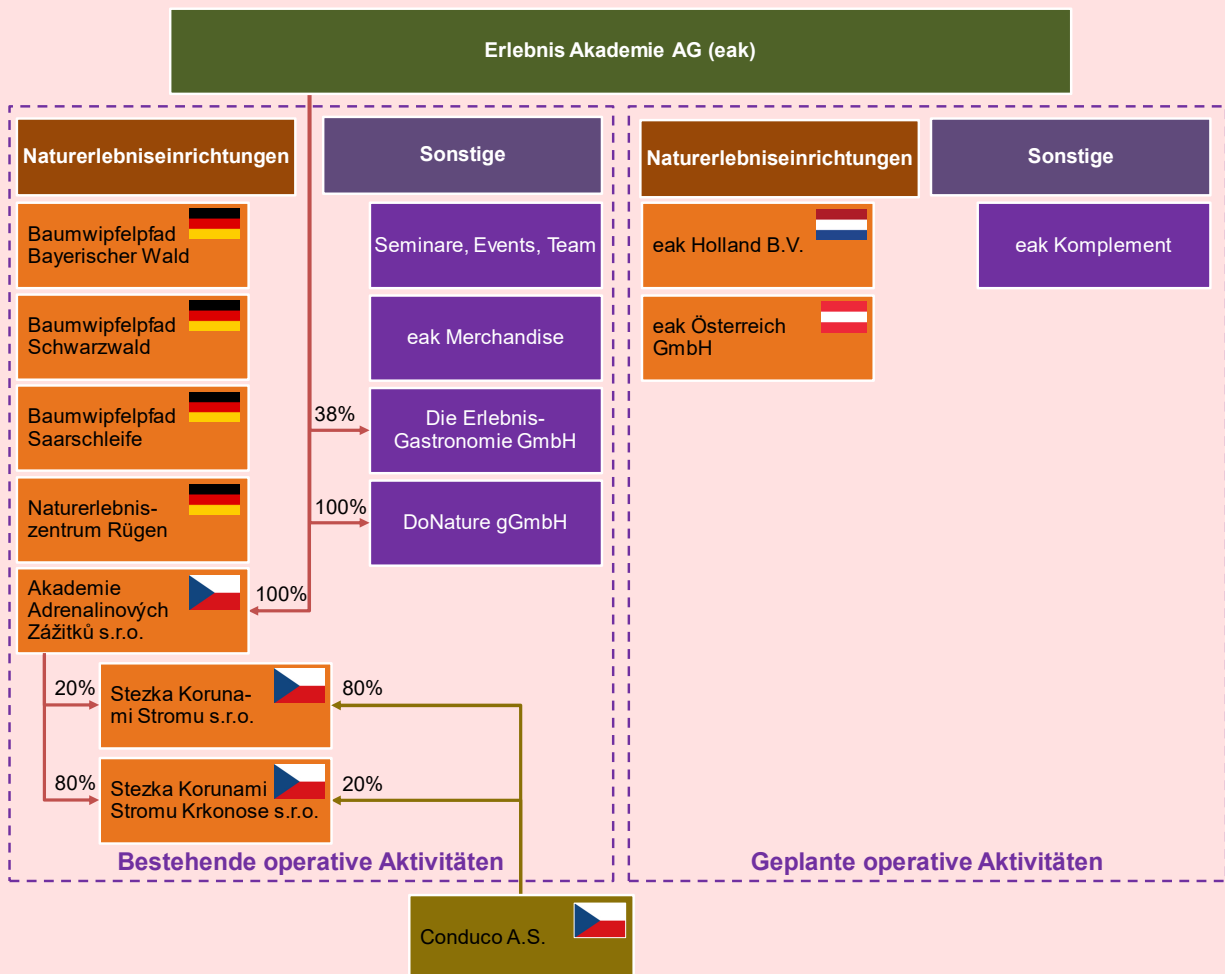 Erlebnis Akademie AG (eak)
Naturerlebniseinrichtungen
Sonstige
Baumwipfelpfad
Bayerischer Wald
Baumwipfelpfad
Schwarzwald
Baumwipfelpfad
Saarschleife
Naturerlebnis-
zentrum Rügen
Akademie
Adrenalinových
Zážitků s.r.o.
100%
Seminare, Events, Team
eak Merchandise
38%
Die Erlebnis-
Gastronomie GmbH
100%
DoNature gGmbH
20%
Stezka Koruna-
mi Stromu s.r.o.
80%
80%
Stezka Korunami
Stromu Krkonose s.r.o.
20%
Bestehende operative Aktivitäten
Conduco A.S.
Naturerlebniseinrichtungen
Sonstige
eak Holland B.V.
eak Österreich
GmbH
eak Komplement
Geplante operative Aktivitäten